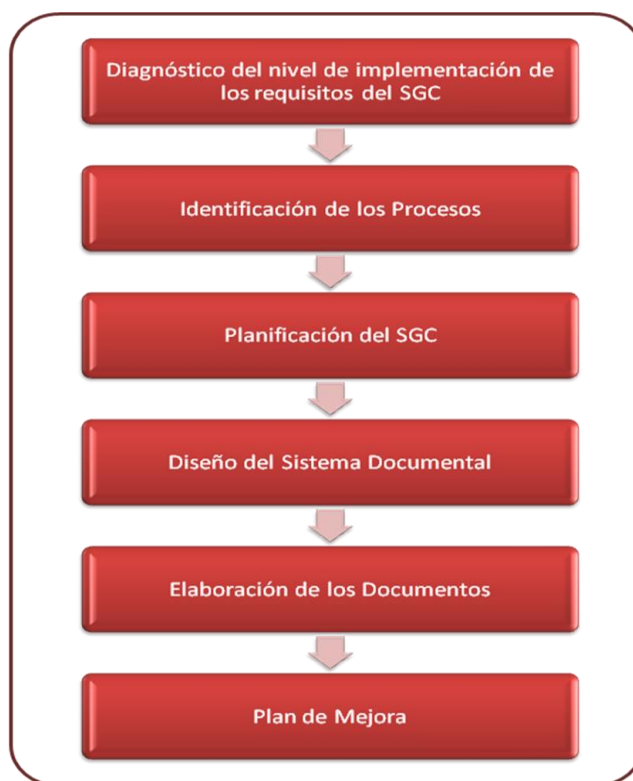 Diagnóstico del nivel de implementación de
los requisitos del SGC
Identificación de los Procesos
Planificación del SGC
Diseño del Sistema Documental
Elaboración de los Documentos
Plan de Mejora